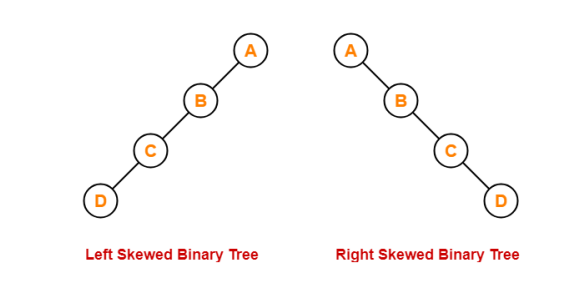 A A
B B
C C
D D
Left Skewed Binary Tree Right Skewed Binary Tree